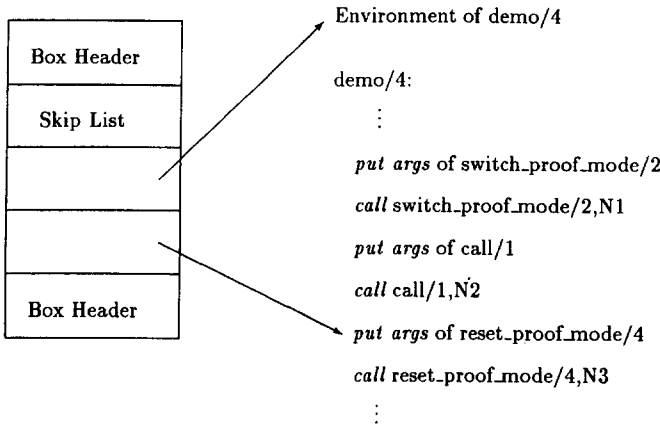 Box Header
Skip List
Box Header
Environment of demo/4
demo/4:
⋮
put args of switch_proof_mode/2
call switch_proof_mode/2,N1
put args of call/1
call call/1,N2
put args of reset_proof_mode/4
call reset_proof_mode/4,N3
⋮